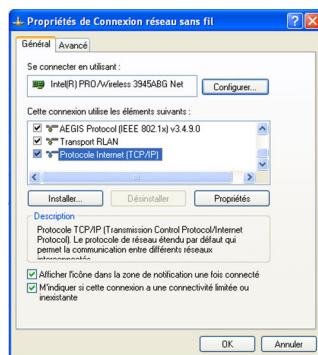 Propriétés de Connexion réseau sans fil
Général
Avancé
Se connecter en utilisant :
Intel(R) PRO/Wireless 3945ABG Net
Configurer...
Cette connexion utilise les éléments suivants :
AEGIS Protocol (IEEE 802.1x) v3.4.9.0
Transport RLAN
Protocole Internet (TCP/IP)
Installer...
Désinstaller
Propriétés
Description
Protocole TCP/IP (Transmission Control Protocol/Internet
Protocol). Le protocole de réseau étendu par défaut qui
permet la communication entre différents réseaux
interconnectés.
Afficher l'icône dans la zone de notification une fois connecté
M'indiquer si cette connexion a une connectivité limitée ou
inexistante
OK
Annuler